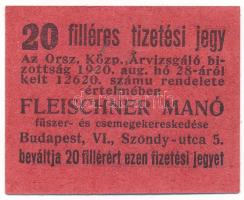 20 filléres fizetési jegy
Az Orsz. Közp. Árvizsgáló bi-
zottság 1920. aug. hó 28-áról
kelt 12620. számu rendelete
értelmében
FLEISCHNER MANÓ
fűszer- és csemegekereskedése
Budapest, VI., Szondy-utca 5.
beváltja 20 fillérért ezen fizetési jegyet